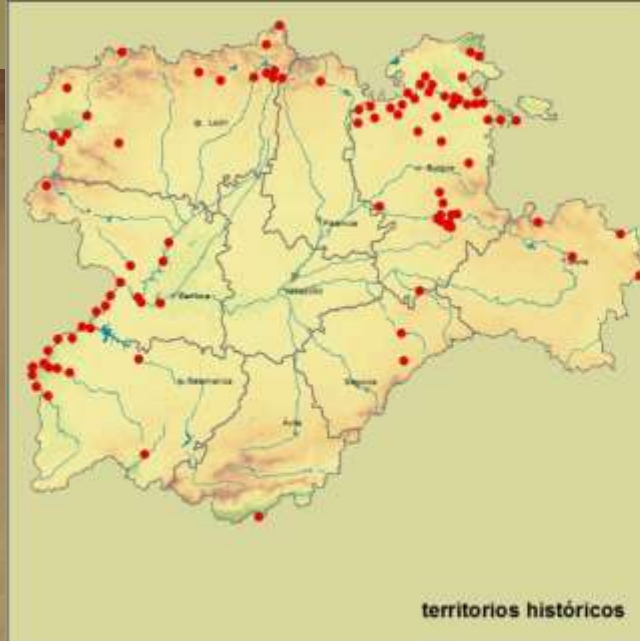 León
Burgos
Palencia
Soria
Valladolid
Zamora
Segovia
Salamanca
Ávila
territorios históricos